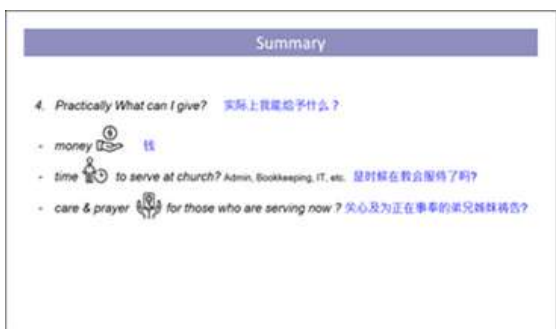 Summary
4. Practically What can I give? 实际上我能给予什么？
- money 钱
- time to serve at church? Admin, Bookkeeping, IT, etc. 是时候在教会服侍了吗?
- care & prayer for those who are serving now ? 关心及为正在事奉的弟兄姊妹祷告?